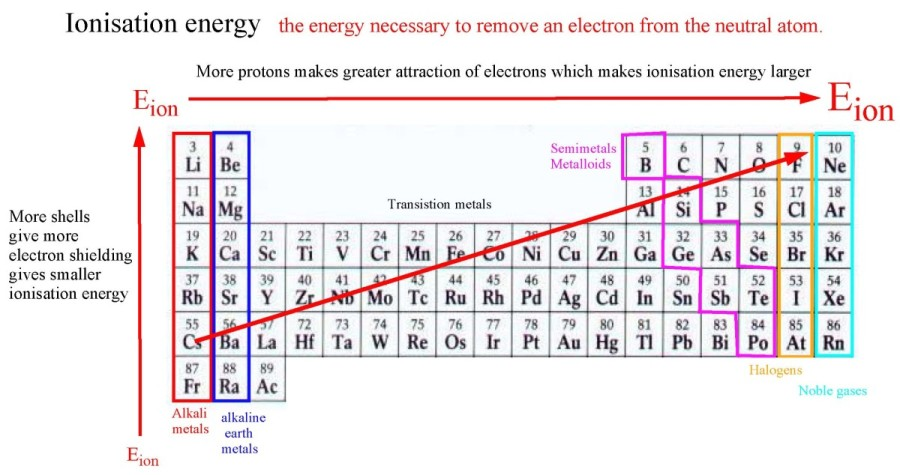 Ionisation energy the energy necessary to remove an electron from the neutral atom.
More protons makes greater attraction of electrons which makes ionisation energy larger
Eion Eion
3 4 5 6 7 8 9 10
Li Be Semimetals Metalloids B C N O F Ne
11 12 13 14 15 16 17 18
Na Mg Transistion metals Al Si P S Cl Ar
More shells
give more
electron shielding
gives smaller
ionisation energy
19 20 21 22 23 24 25 26 27 28 29 30 31 32 33 34 35 36
K Ca Sc Ti V Cr Mn Fe Co Ni Cu Zn Ga Ge As Se Br Kr
37 38 39 40 41 42 43 44 45 46 47 48 49 50 51 52 53 54
Rb Sr Y Zr Nb Mo Tc Ru Rh Pd Ag Cd In Sn Sb Te I Xe
55 56 57 72 73 74 75 76 77 78 79 80 81 82 83 84 85 86
Cs Ba La Hf Ta W Re Os Ir Pt Au Hg Tl Pb Bi Po At Rn
87 88 89
Fr Ra Ac
Halogens
Noble gases
Alkali
metals
alkaline
earth
metals
Eion